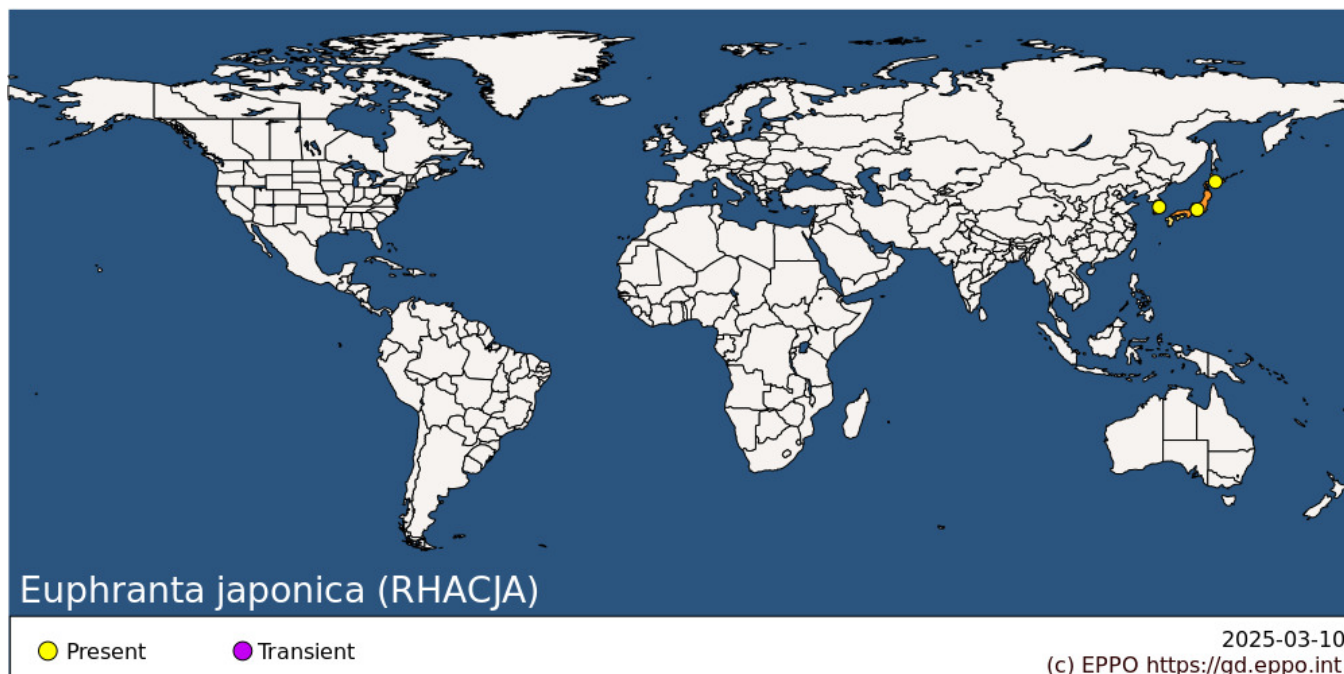 Euphranta japonica (RHACJA)
Present
Transient
2025-03-10
(c) EPPO https://gd.eppo.int